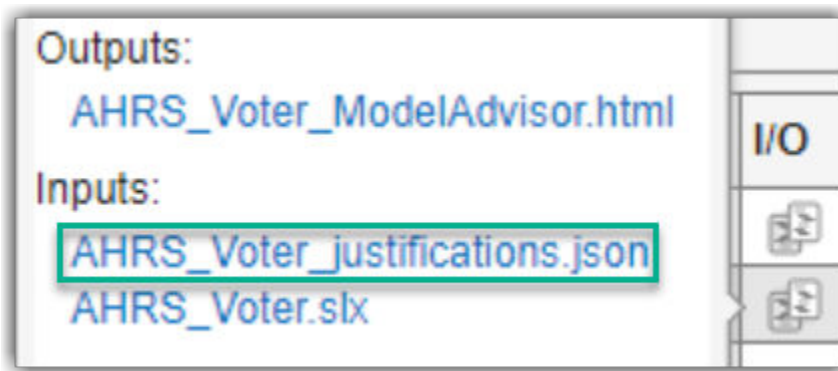 Outputs:
AHRS_Voter_ModelAdvisor.html
I/O
Inputs:
AHRS_Voter_justifications.json
AHRS_Voter.slx